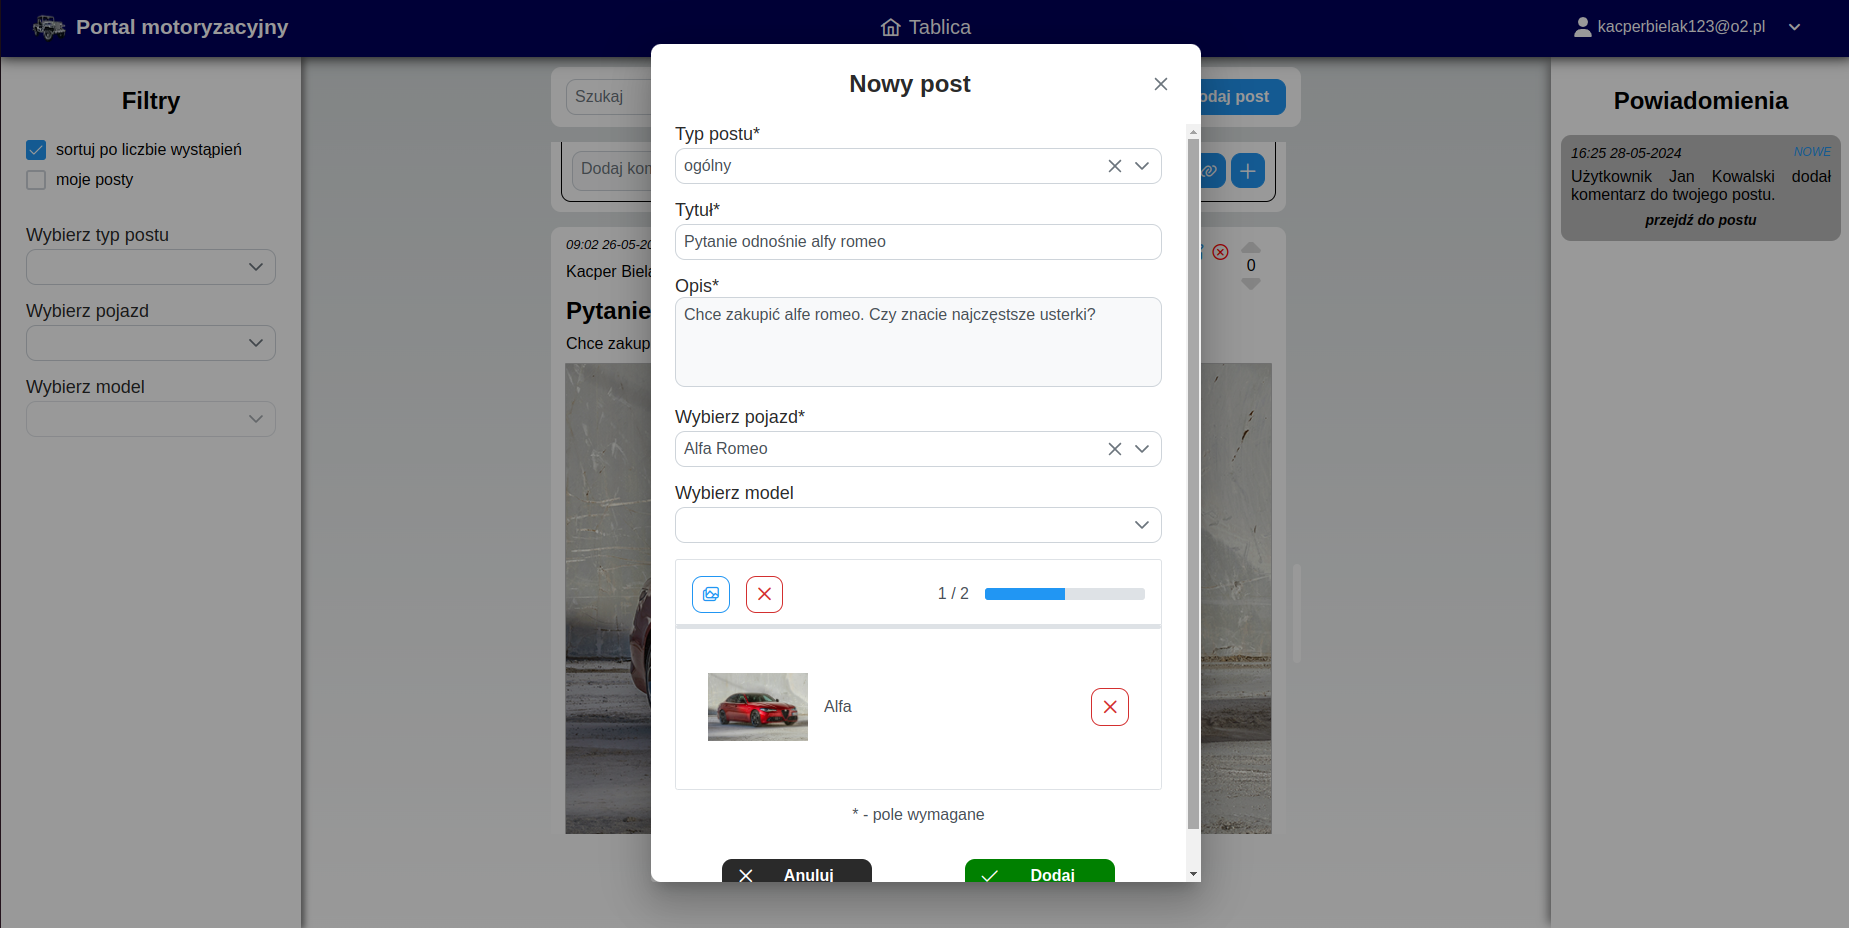 Portal motoryzacyjny
Tablica
kacperbielak123@o2.pl
Filtry
sortuj po liczbie wystąpień
moje posty
Wybierz typ postu
Wybierz pojazd
Wybierz model
Szukaj
odaj post
Dodaj kon
09:02 26-05-20
Kacper Biela
0
Pytanie
Chce zakup
Nowy post
Typ postu*
ogólny
Tytuł*
Pytanie odnośnie alfy romeo
Opis*
Chce zakupić alfe romeo. Czy znacie najczęstsze usterki?
Wybierz pojazd*
Alfa Romeo
Wybierz model
1 / 2
Alfa
* - pole wymagane
Anuluj
Dodaj
Powiadomienia
16:25 28-05-2024
NOWE
Użytkownik Jan Kowalski dodał
komentarz do twojego postu.
przejdź do postu